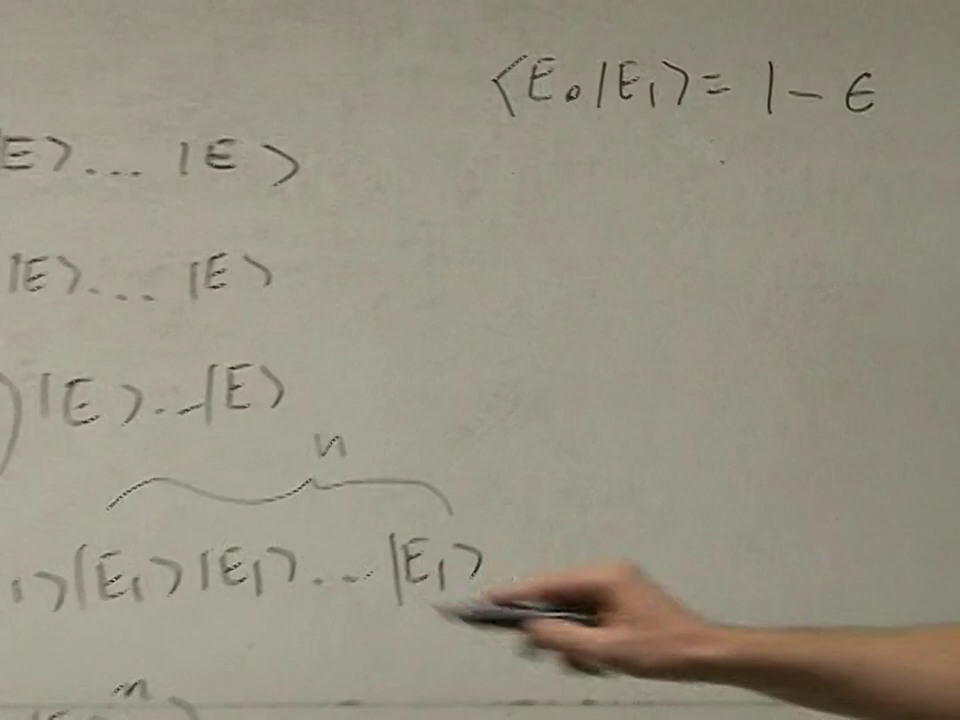 ⟨E₀|E₁⟩ = 1 − ϵ
E⟩...|E⟩
|E⟩...|E⟩
)|E⟩...|E⟩
n
₁⟩|E₁⟩|E₁⟩...|E₁⟩
n